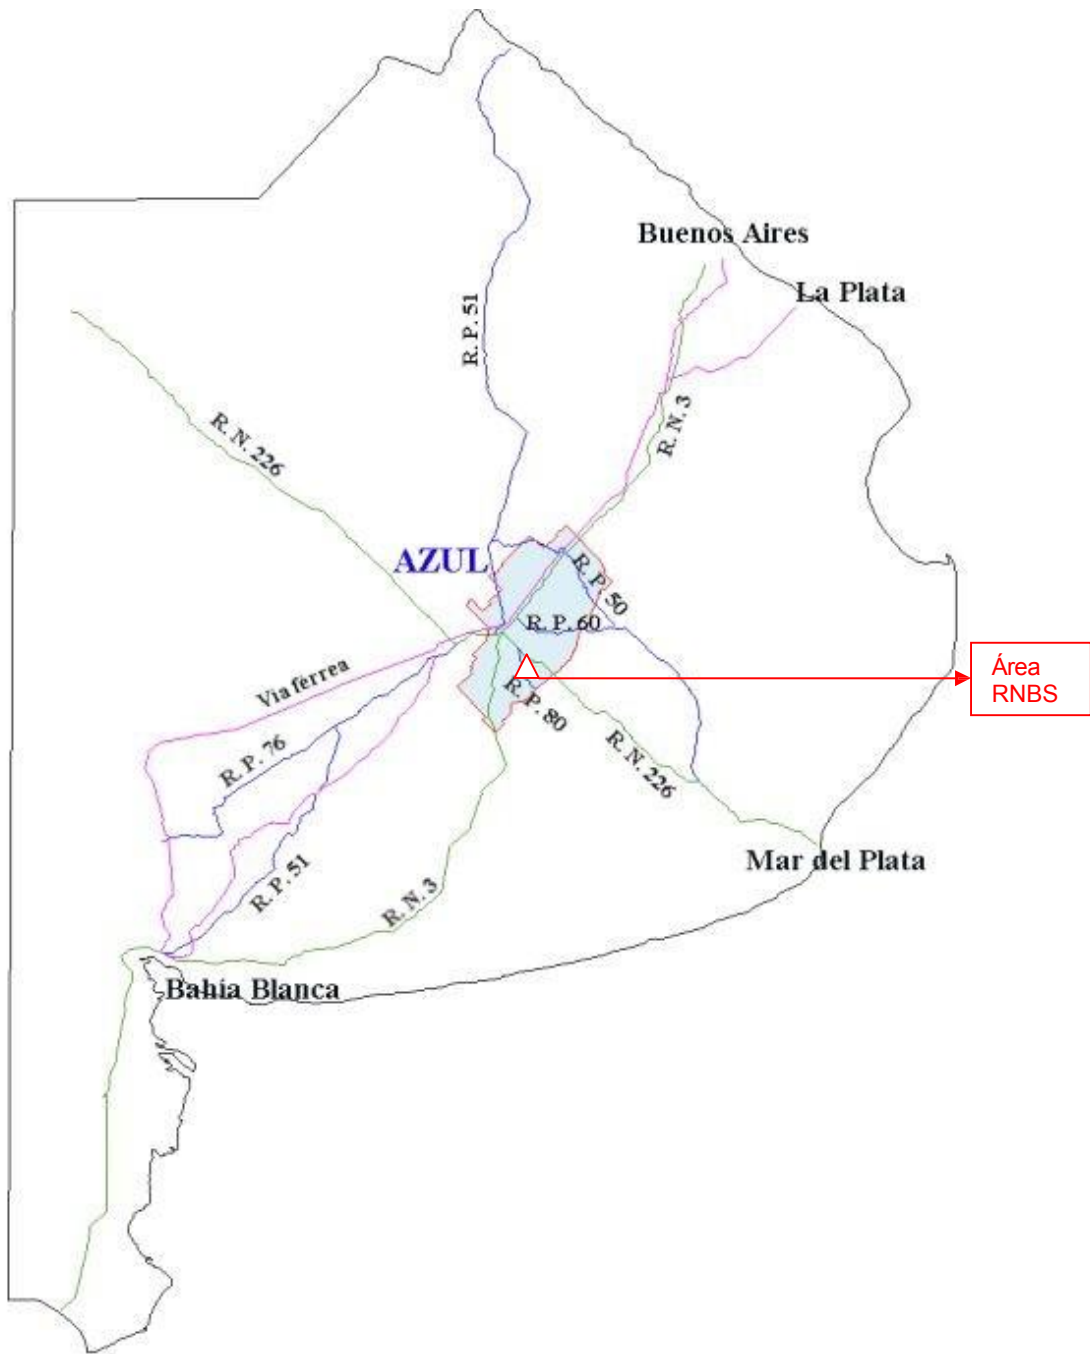 Buenos Aires
La Plata
R. P. 51
R. N. 3
R. N. 226
AZUL
R. P. 50
R. P. 60
Área
RNBS
Via férrea
R. P. 80
R. P. 76
R. N. 226
Mar del Plata
R. P. 51
R. N. 3
Bahia Blanca